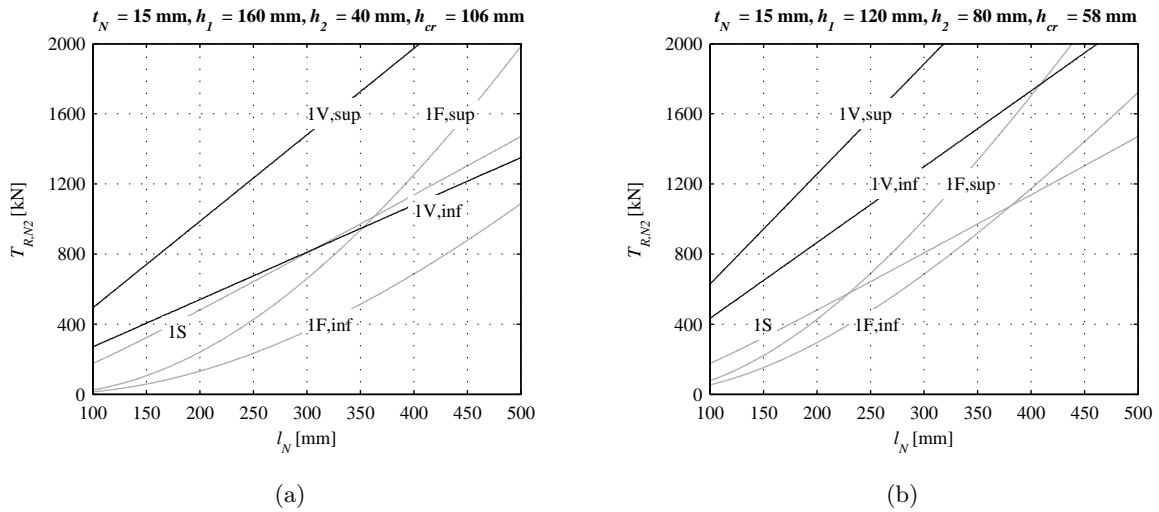 t_N = 15 mm, h_1 = 160 mm, h_2 = 40 mm, h_cr = 106 mm
2000
1600
1200
800
400
0
T_R,N2 [kN]
1V,sup
1F,sup
1V,inf
1S
1F,inf
100 150 200 250 300 350 400 450 500
l_N [mm]
(a)
t_N = 15 mm, h_1 = 120 mm, h_2 = 80 mm, h_cr = 58 mm
2000
1600
1200
800
400
0
T_R,N2 [kN]
1V,sup
1V,inf
1F,sup
1S
1F,inf
100 150 200 250 300 350 400 450 500
l_N [mm]
(b)